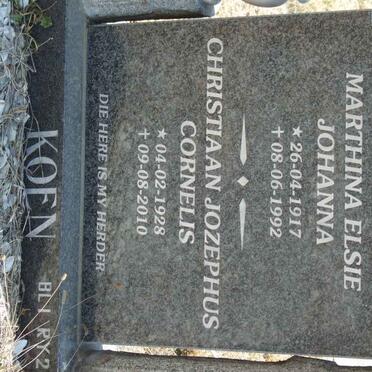 MARTHINA ELSIE
JOHANNA
★ 26-04-1917
✝ 08-06-1992
CHRISTIAAN JOZEPHUS
CORNELIS
★ 04-02-1928
✝ 09-08-2010
DIE HERE IS MY HERDER
KOEN